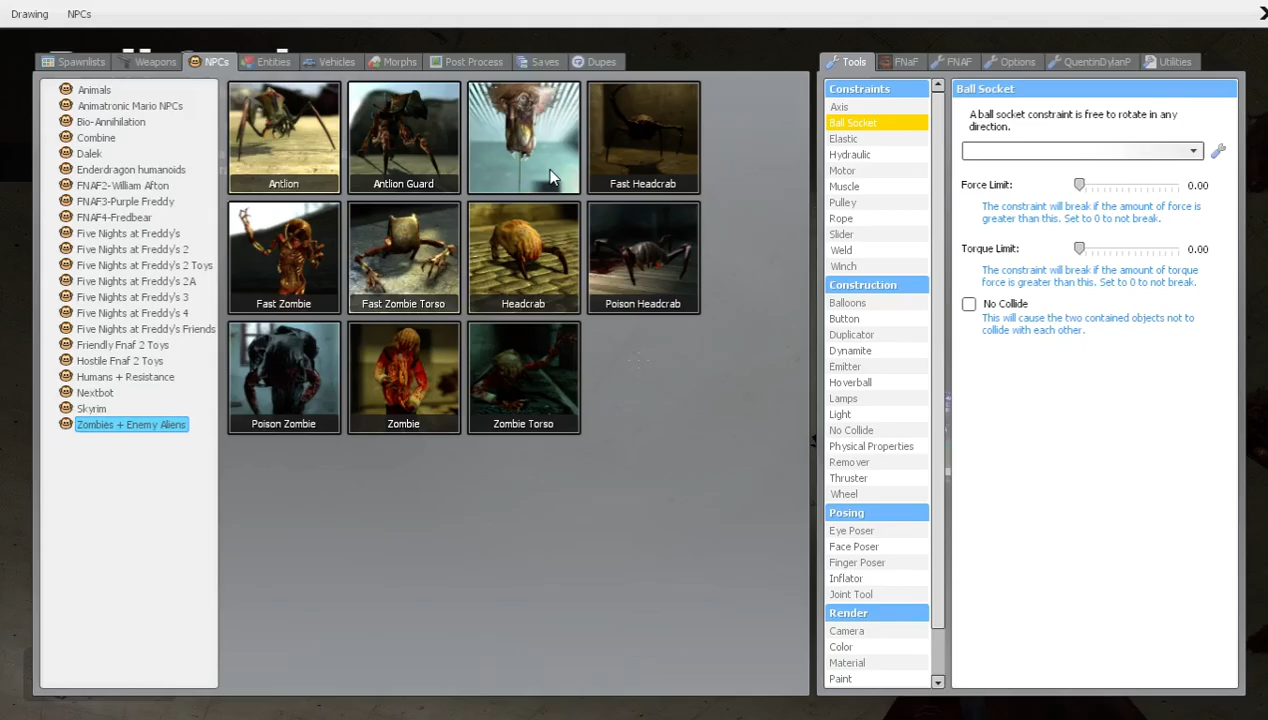 Drawing NPCs
Spawnlists Weapons NPCs Entities Vehicles Morphs Post Process Saves Dupes
Animals
Animatronic Mario NPCs
Bio-Annihilation
Combine
Dalek
Enderdragon humanoids
FNAF2-William Afton
FNAF3-Purple Freddy
FNAF4-Fredbear
Five Nights at Freddy's
Five Nights at Freddy's 2
Five Nights at Freddy's 2 Toys
Five Nights at Freddy's 2A
Five Nights at Freddy's 3
Five Nights at Freddy's 4
Five Nights at Freddy's Friends
Friendly Fnaf 2 Toys
Hostile Fnaf 2 Toys
Humans + Resistance
Nextbot
Skyrim
Zombies + Enemy Aliens
Antlion
Antlion Guard
Fast Headcrab
Fast Zombie
Fast Zombie Torso
Headcrab
Poison Headcrab
Poison Zombie
Zombie
Zombie Torso
Tools FNaF FNAF Options QuentinDylanP Utilities
Constraints
Axis
Ball Socket
Elastic
Hydraulic
Motor
Muscle
Pulley
Rope
Slider
Weld
Winch
Construction
Balloons
Button
Duplicator
Dynamite
Emitter
Hoverball
Lamps
Light
No Collide
Physical Properties
Remover
Thruster
Wheel
Posing
Eye Poser
Face Poser
Finger Poser
Inflator
Joint Tool
Render
Camera
Color
Material
Paint
Ball Socket
A ball socket constraint is free to rotate in any
direction.
Force Limit: 0.00
The constraint will break if the amount of force is
greater than this. Set to 0 to not break.
Torque Limit: 0.00
The constraint will break if the amount of torque
force is greater than this. Set to 0 to not break.
No Collide
This will cause the two contained objects not to
collide with each other.